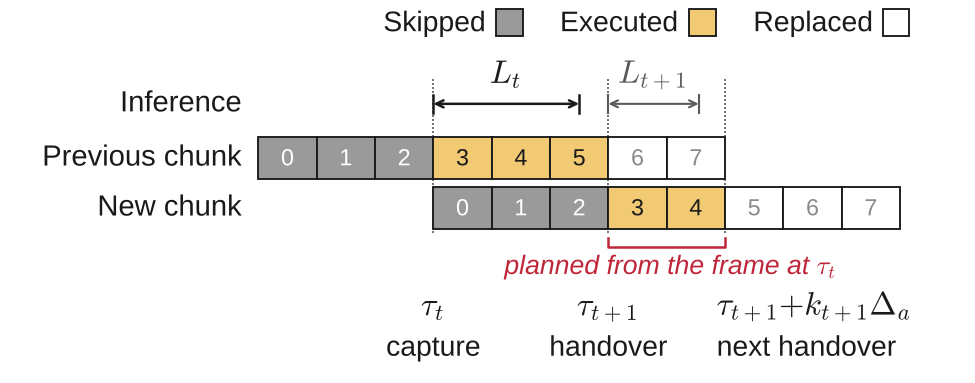 Skipped Executed Replaced
L_t L_{t+1}
Inference
Previous chunk 0 1 2 3 4 5 6 7
New chunk 0 1 2 3 4 5 6 7
planned from the frame at τ_t
τ_t τ_{t+1} τ_{t+1}+k_{t+1}Δ_a
capture handover next handover